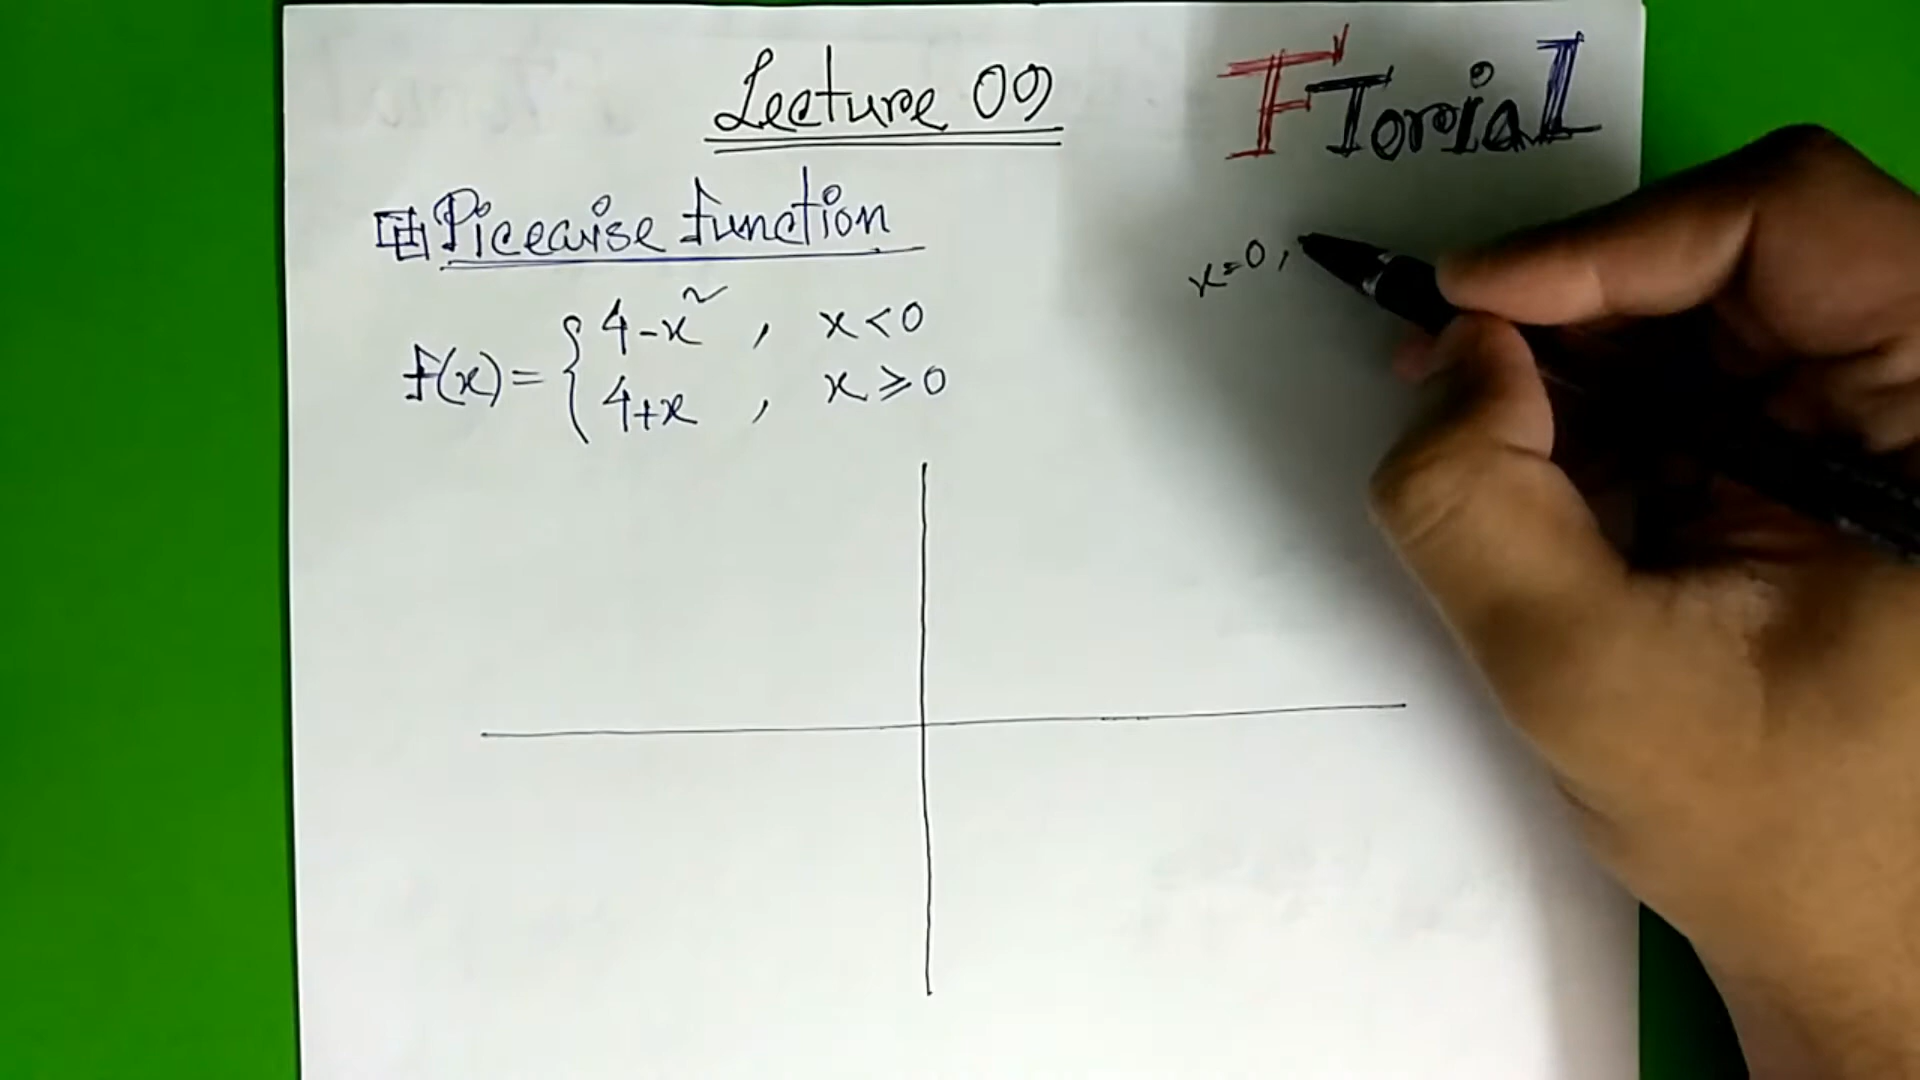 Lecture 09
FTorial
Picewise function
x=0,
f(x) = { 4-x² , x<0
4+x , x ≥ 0